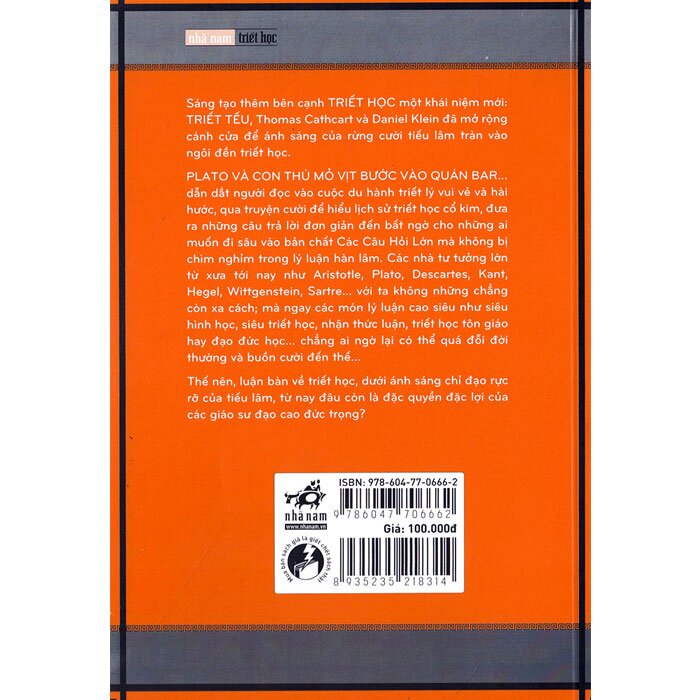 nhã nam triết học
Sáng tạo thêm bên cạnh TRIẾT HỌC một khái niệm mới:
TRIẾT TẾU, Thomas Cathcart và Daniel Klein đã mở rộng
cánh cửa để ánh sáng của rừng cười tiếu lâm tràn vào
ngôi đền triết học.
PLATO VÀ CON THÚ MỎ VỊT BƯỚC VÀO QUÁN BAR...
dẫn dắt người đọc vào cuộc du hành triết lý vui vẻ và hài
hước, qua truyện cười để hiểu lịch sử triết học cổ kim, đưa
ra những câu trả lời đơn giản đến bất ngờ cho những ai
muốn đi sâu vào bản chất Các Câu Hỏi Lớn mà không bị
chìm nghỉm trong lý luận hàn lâm. Các nhà tư tưởng lớn
từ xưa tới nay như Aristotle, Plato, Descartes, Kant,
Hegel, Wittgenstein, Sartre... với ta không những chẳng
còn xa cách; mà ngay các món lý luận cao siêu như siêu
hình học, siêu triết học, nhận thức luận, triết học tôn giáo
hay đạo đức học... chẳng ai ngờ lại có thể quá đỗi đời
thường và buồn cười đến thế...
Thế nên, luận bàn về triết học, dưới ánh sáng chỉ đạo rực
rỡ của tiếu lâm, từ nay đâu còn là đặc quyền đặc lợi của
các giáo sư đạo cao đức trọng?
ISBN: 978-604-77-0666-2
nhã nam
www.nhanam.vn
9 786047 706662
Giá: 100.000đ
Mua bán sách giả là giết chết sách thật
8 935235 218314